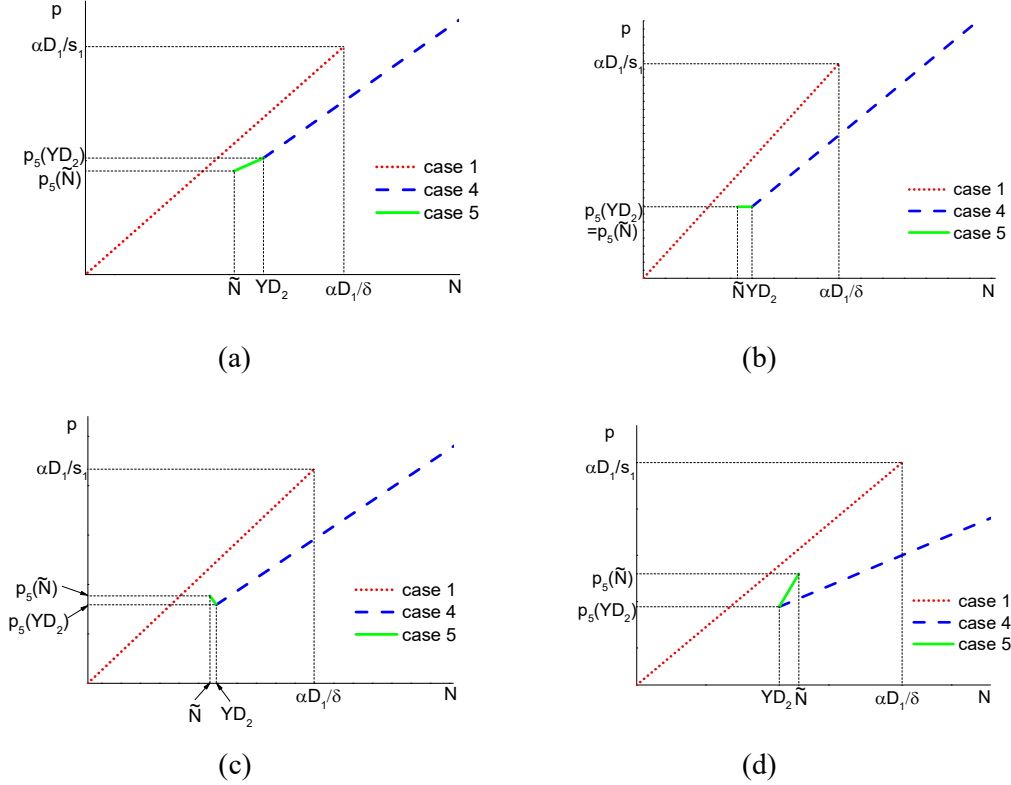 p
αD₁/s₁
p₅(YD₂)
p₅(Ñ)
case 1
case 4
case 5
Ñ YD₂ αD₁/δ N
(a)
p
αD₁/s₁
p₅(YD₂)
=p₅(Ñ)
case 1
case 4
case 5
Ñ YD₂ αD₁/δ N
(b)
p
αD₁/s₁
p₅(Ñ)
p₅(YD₂)
case 1
case 4
case 5
Ñ YD₂ αD₁/δ N
(c)
p
αD₁/s₁
p₅(Ñ)
p₅(YD₂)
case 1
case 4
case 5
YD₂ Ñ αD₁/δ N
(d)